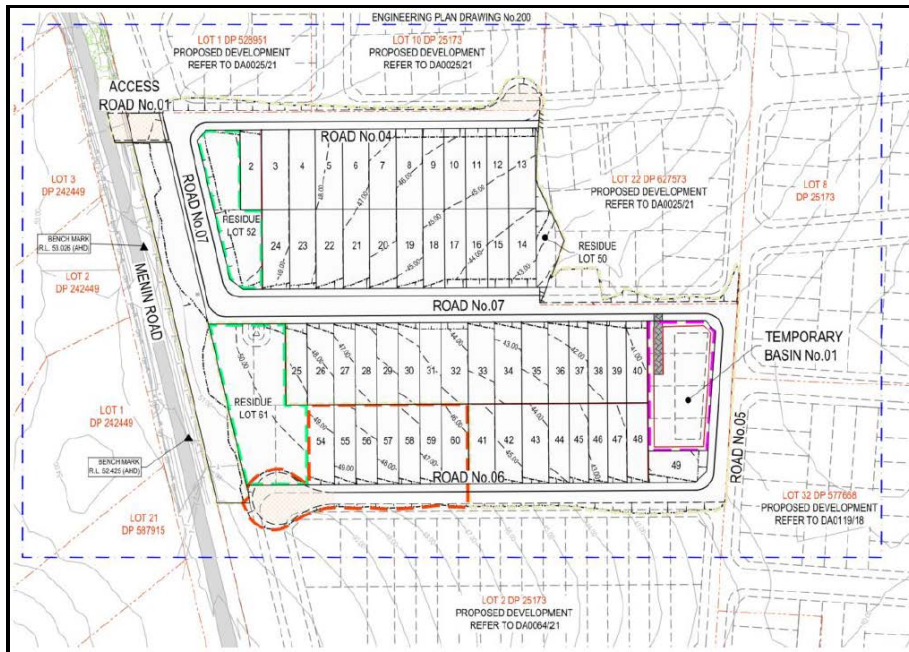 ENGINEERING PLAN DRAWING No.200
LOT 1 DP 528951
PROPOSED DEVELOPMENT
REFER TO DA0025/21
LOT 10 DP 25173
PROPOSED DEVELOPMENT
REFER TO DA0025/21
ACCESS
ROAD No.01
ROAD No.04
LOT 3
DP 242449
2 3 4 5 6 7 8 9 10 11 12 13
LOT 22 DP 627573
PROPOSED DEVELOPMENT
REFER TO DA0025/21
LOT 8
DP 25173
ROAD No.07
RESIDUE
LOT 52
24 23 22 21 20 19 18 17 16 15 14
RESIDUE
LOT 50
BENCH MARK
R.L. 53.026 (AHD)
LOT 2
DP 242449
MENIN ROAD
ROAD No.07
TEMPORARY
BASIN No.01
25 26 27 28 29 30 31 32 33 34 35 36 37 38 39 40
RESIDUE
LOT 51
LOT 1
DP 242449
54 55 56 57 58 59 60 41 42 43 44 45 46 47 48
49
BENCH MARK
R.L. 52.425 (AHD)
ROAD No.06
ROAD No.05
LOT 21
DP 587915
LOT 32 DP 577658
PROPOSED DEVELOPMENT
REFER TO DA0119/18
LOT 2 DP 25173
PROPOSED DEVELOPMENT
REFER TO DA0064/21